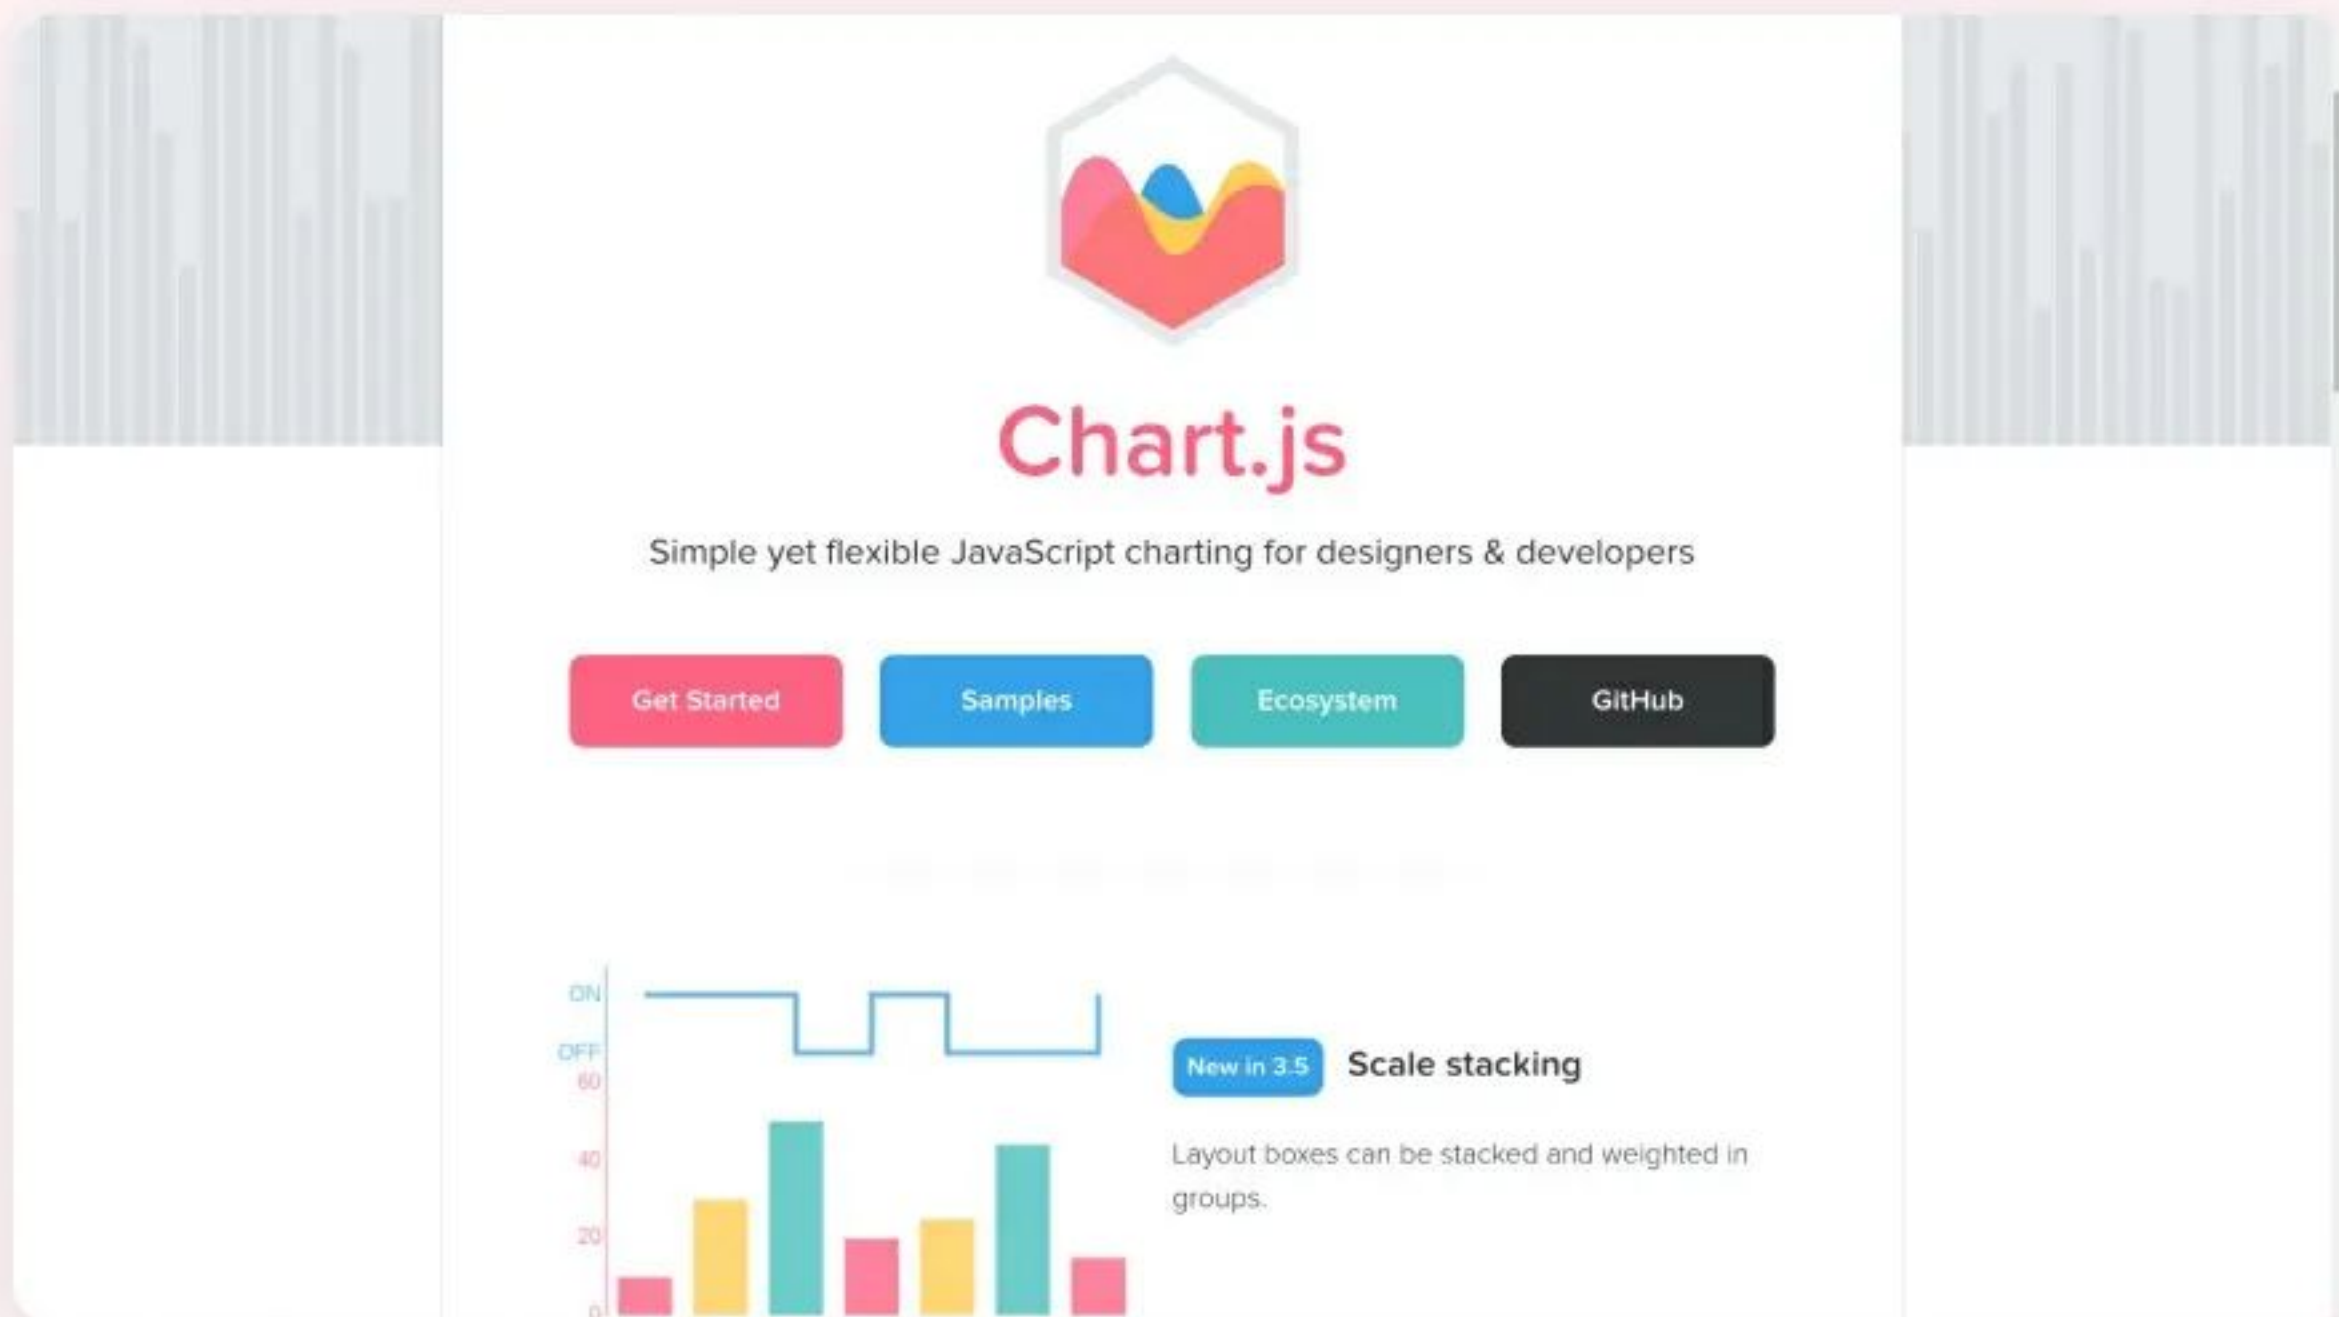 Chart.js
Simple yet flexible JavaScript charting for designers & developers
Get Started
Samples
Ecosystem
GitHub
ON
OFF
60
40
20
0
New in 3.5
Scale stacking
Layout boxes can be stacked and weighted in
groups.